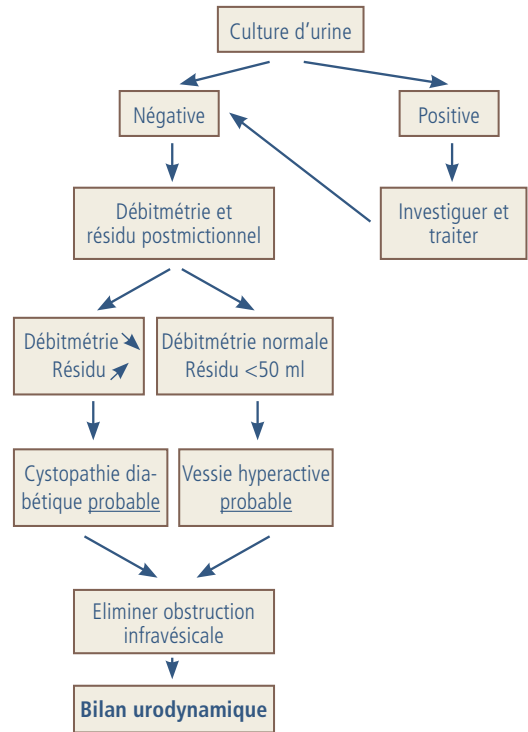 Culture d'urine
Négative
Positive
Débitmétrie et
résidu postmictionnel
Investiguer et
traiter
Débitmétrie
Résidu
Débitmétrie normale
Résidu <50 ml
Cystopathie dia-
bétique probable
Vessie hyperactive
probable
Eliminer obstruction
infravésicale
Bilan urodynamique